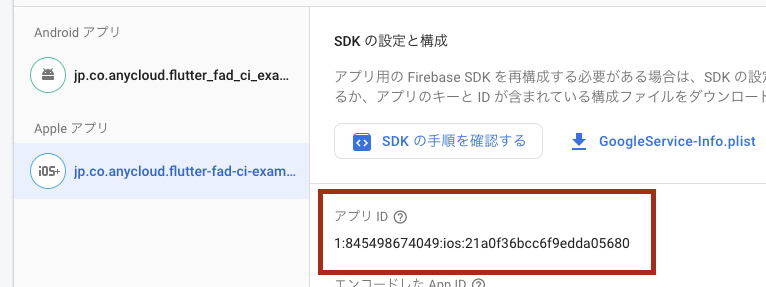 Android アプリ
jp.co.anycloud.flutter_fad_ci_exa...
Apple アプリ
iOS+
jp.co.anycloud.flutter-fad-ci-exam...
SDK の設定と構成
アプリ用の Firebase SDK を再構成する必要がある場合は、SDK の設定
るか、アプリのキーと ID が含まれている構成ファイルをダウンロード
SDK の手順を確認する
GoogleService-Info.plist
アプリ ID
1:845498674049:ios:21a0f36bcc6f9edda05680
エンコードした App ID